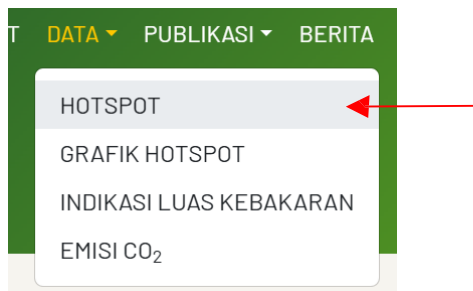 T DATA PUBLIKASI BERITA
HOTSPOT
GRAFIK HOTSPOT
INDIKASI LUAS KEBAKARAN
EMISI CO₂